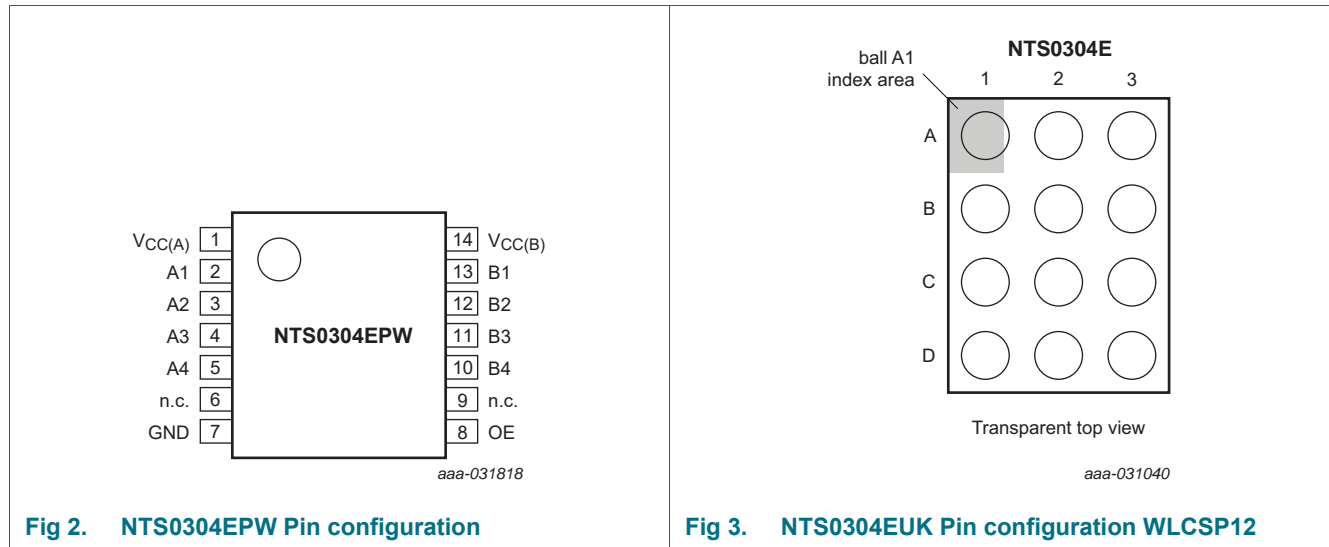 VCC(A) 1
A1 2
A2 3
A3 4
A4 5
n.c. 6
GND 7
NTS0304EPW
14 VCC(B)
13 B1
12 B2
11 B3
10 B4
9 n.c.
8 OE
aaa-031818
Fig 2. NTS0304EPW Pin configuration
NTS0304E
ball A1
index area
1 2 3
A
B
C
D
Transparent top view
aaa-031040
Fig 3. NTS0304EUK Pin configuration WLCSP12